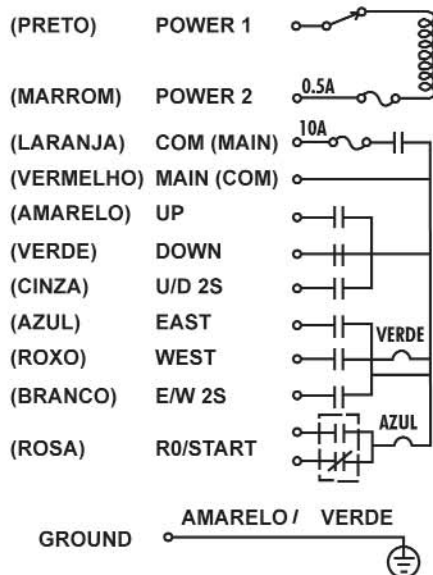 (PRETO) POWER 1
(MARROM) POWER 2 0.5A
(LARANJA) COM (MAIN) 10A
(VERMELHO) MAIN (COM)
(AMARELO) UP
(VERDE) DOWN
(CINZA) U/D 2S
(AZUL) EAST
VERDE
(ROXO) WEST
(BRANCO) E/W 2S
AZUL
(ROSA) R0/START
AMARELO / VERDE
GROUND